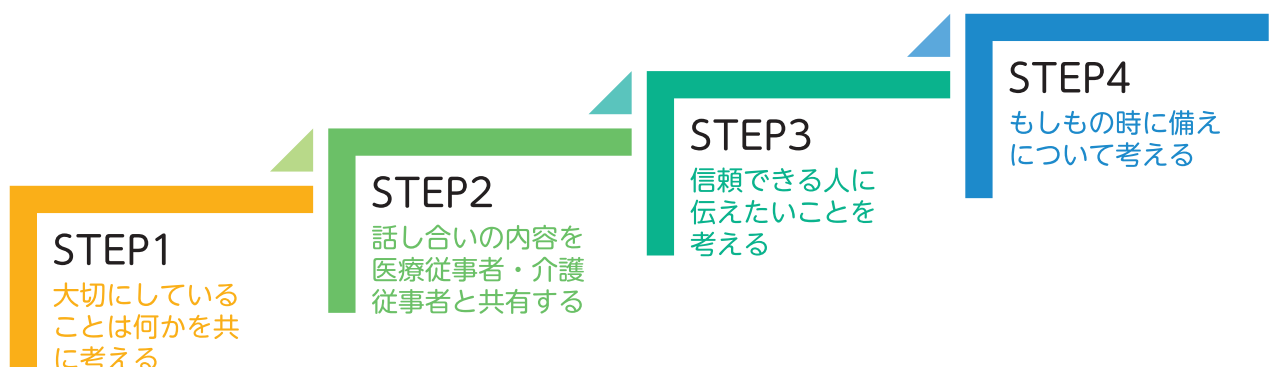 STEP1
大切にしている
ことは何かを共
に考える
STEP2
話し合いの内容を
医療従事者・介護
従事者と共有する
STEP3
信頼できる人に
伝えたいことを
考える
STEP4
もしもの時に備え
について考える